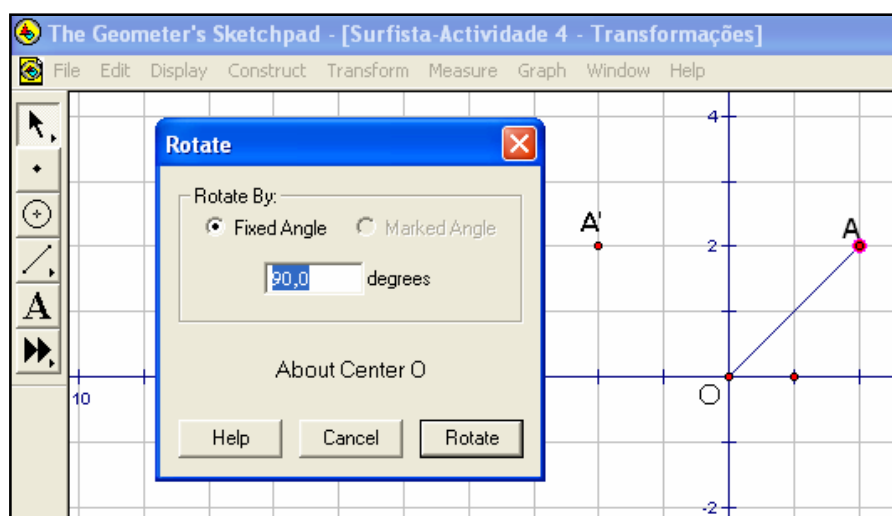 The Geometer's Sketchpad - [Surfista-Actividade 4 - Transformações]
File Edit Display Construct Transform Measure Graph Window Help
Rotate
Rotate By:
Fixed Angle Marked Angle
90,0 degrees
About Center O
Help Cancel Rotate
A
4
A'
A
2
O
10
-2